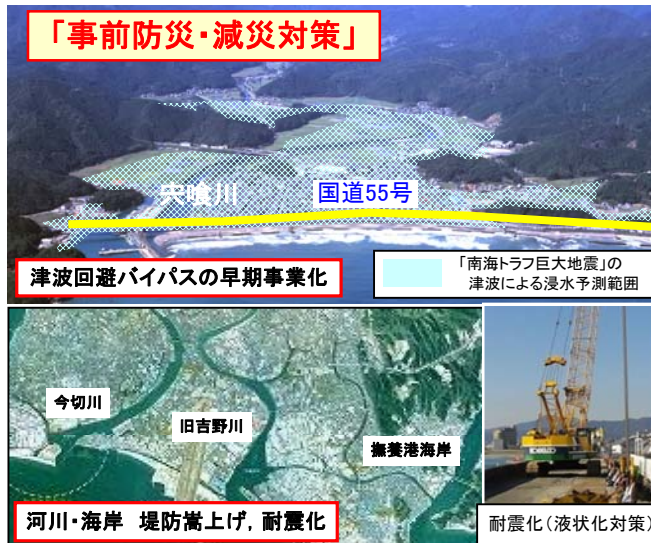 「事前防災・減災対策」
宍喰川
国道55号
津波回避バイパスの早期事業化
「南海トラフ巨大地震」の
津波による浸水予測範囲
今切川
旧吉野川
撫養港海岸
河川・海岸 堤防嵩上げ，耐震化
耐震化（液状化対策）